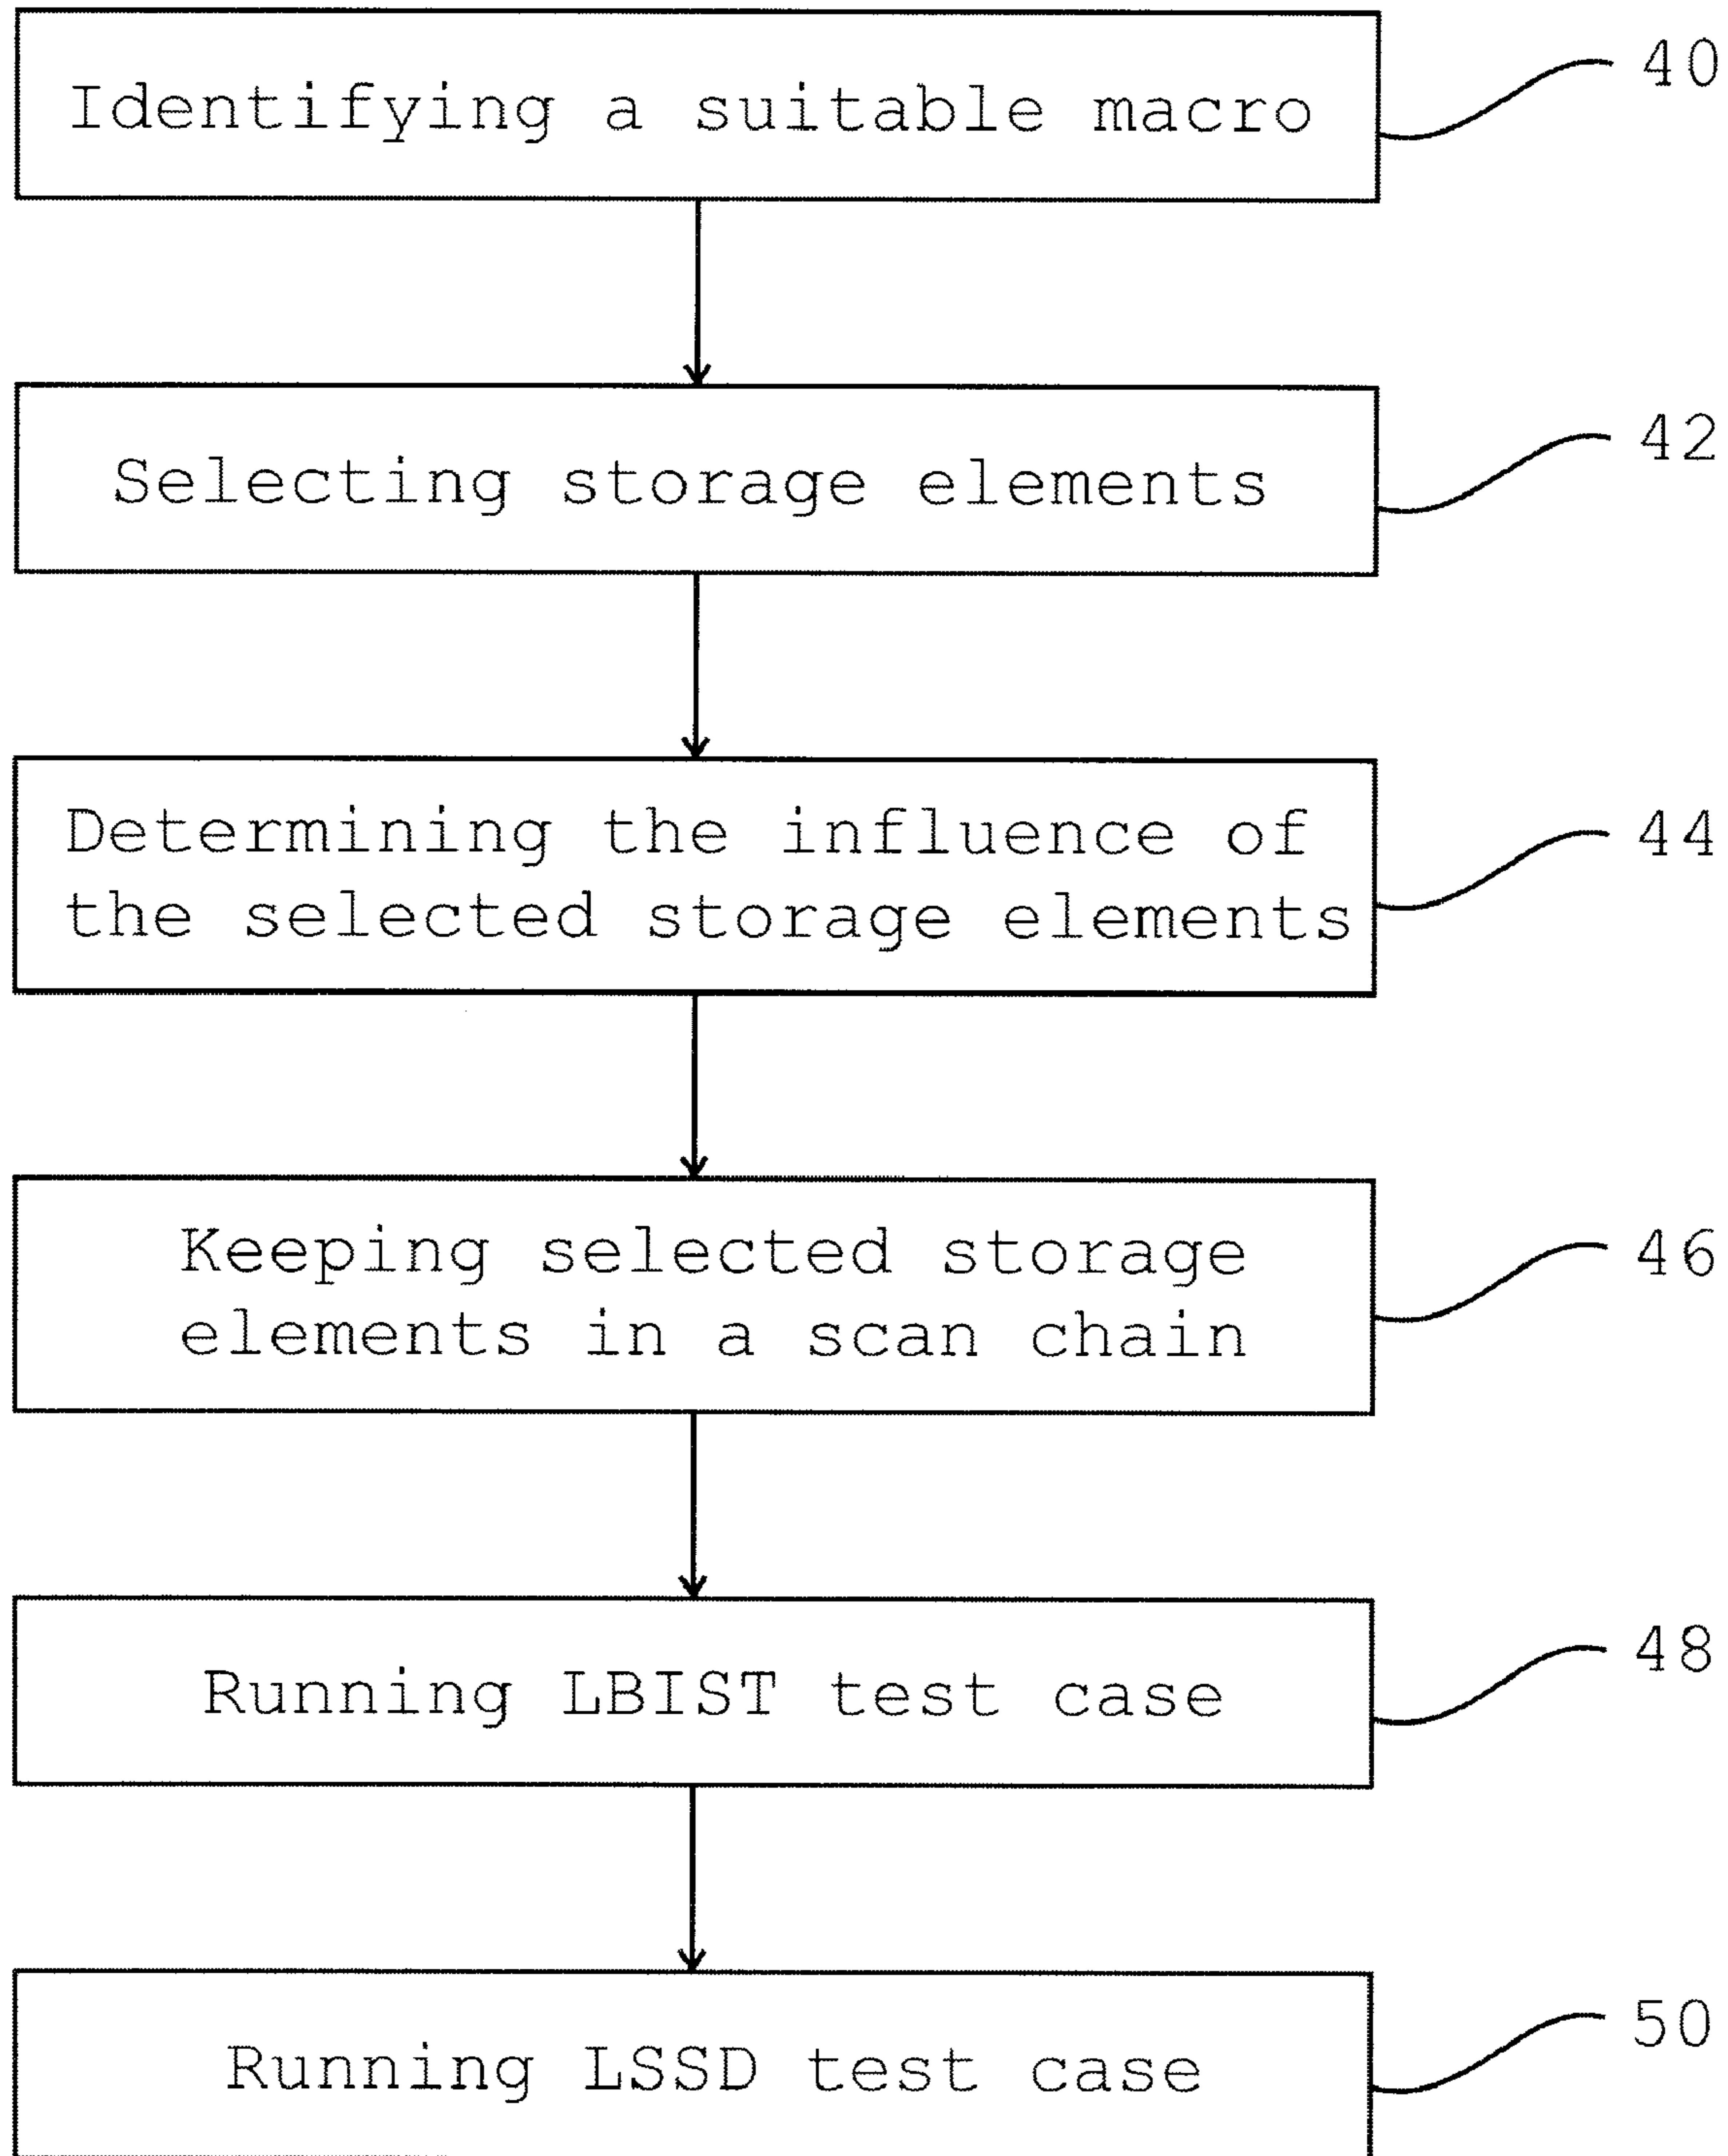 Identifying a suitable macro
40
Selecting storage elements
42
Determining the influence of
the selected storage elements
44
Keeping selected storage
elements in a scan chain
46
Running LBIST test case
48
Running LSSD test case
50